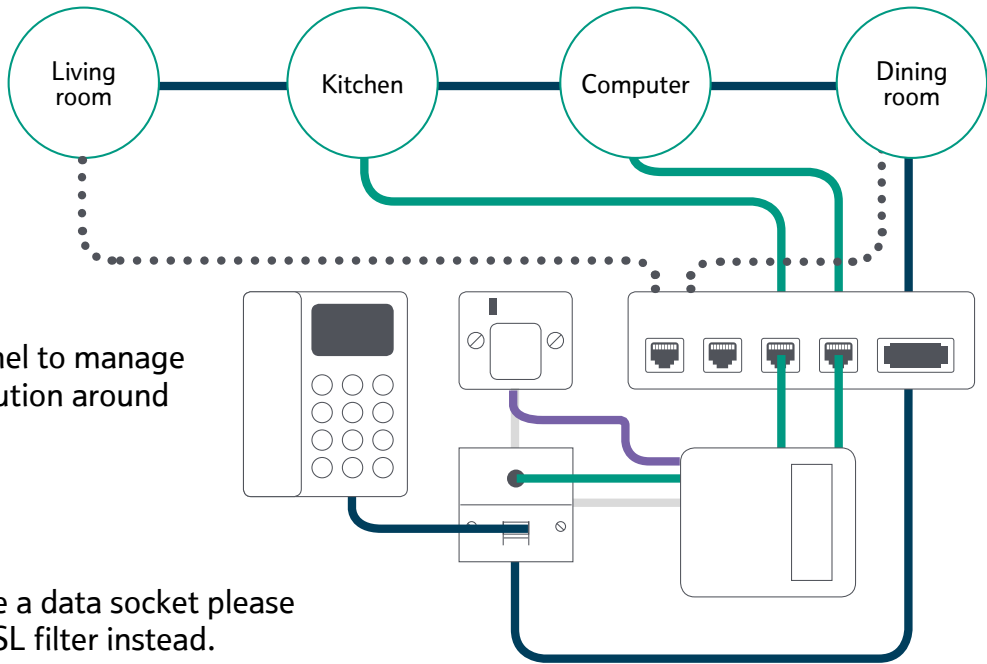 Living
room
Kitchen
Computer
Dining
room
nel to manage
ution around
e a data socket please
SL filter instead.